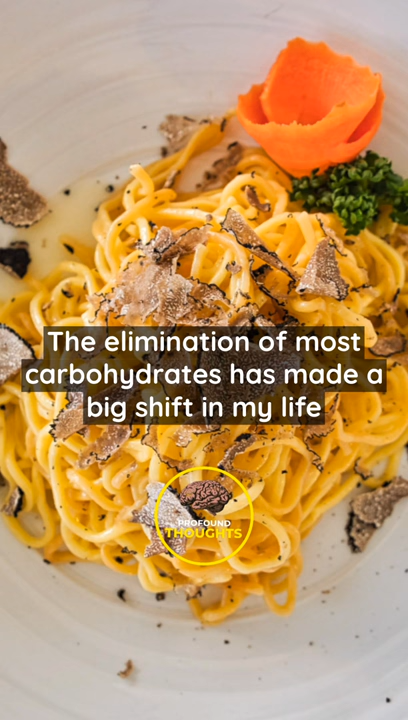 The elimination of most
carbohydrates has made a
big shift in my life
PROFOUND
THOUGHTS